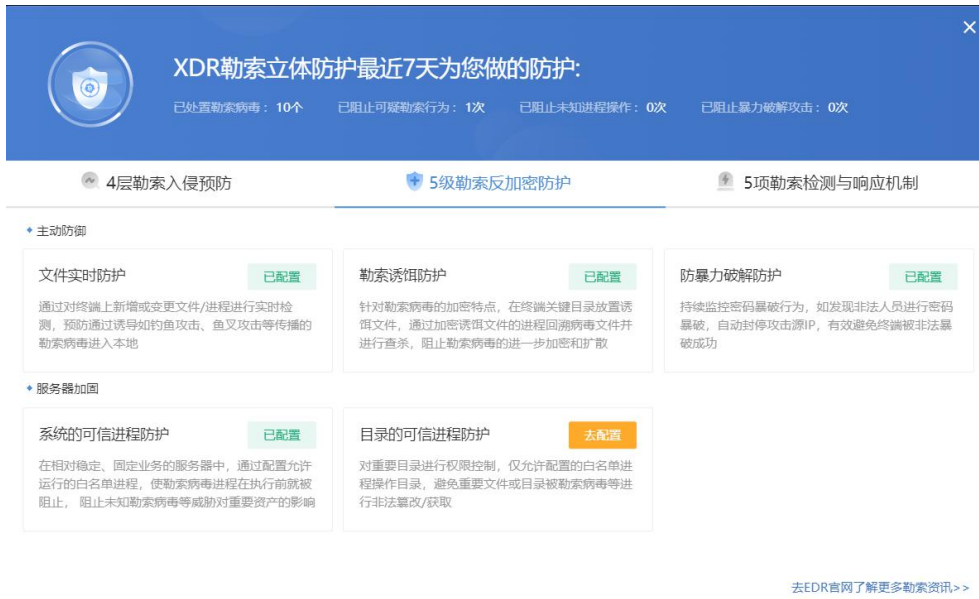 XDR勒索立体防护最近7天为您做的防护:
已处置勒索病毒： 10个 已阻止可疑勒索行为： 1次 已阻止未知进程操作： 0次 已阻止暴力破解攻击： 0次
4层勒索入侵预防 5级勒索反加密防护 5项勒索检测与响应机制
主动防御
文件实时防护 已配置
通过对终端上新增或变更文件/进程进行实时检
测，预防通过诱导如钓鱼攻击、鱼叉攻击等传播的
勒索病毒进入本地
勒索诱饵防护 已配置
针对勒索病毒的加密特点，在终端关键目录放置诱
饵文件，通过加密诱饵文件的进程回溯病毒文件并
进行查杀，阻止勒索病毒的进一步加密和扩散
防暴力破解防护 已配置
持续监控密码暴破行为，如发现非法人员进行密码
暴破，自动封停攻击源IP，有效避免终端被非法暴
破成功
服务器加固
系统的可信进程防护 已配置
在相对稳定、固定业务的服务器中，通过配置允许
运行的白名单进程，使勒索病毒进程在执行前就被
阻止， 阻止未知勒索病毒等威胁对重要资产的影响
目录的可信进程防护 去配置
对重要目录进行权限控制，仅允许配置的白名单进
程操作目录，避免重要文件或目录被勒索病毒等进
行非法篡改/获取
去EDR官网了解更多勒索资讯>>